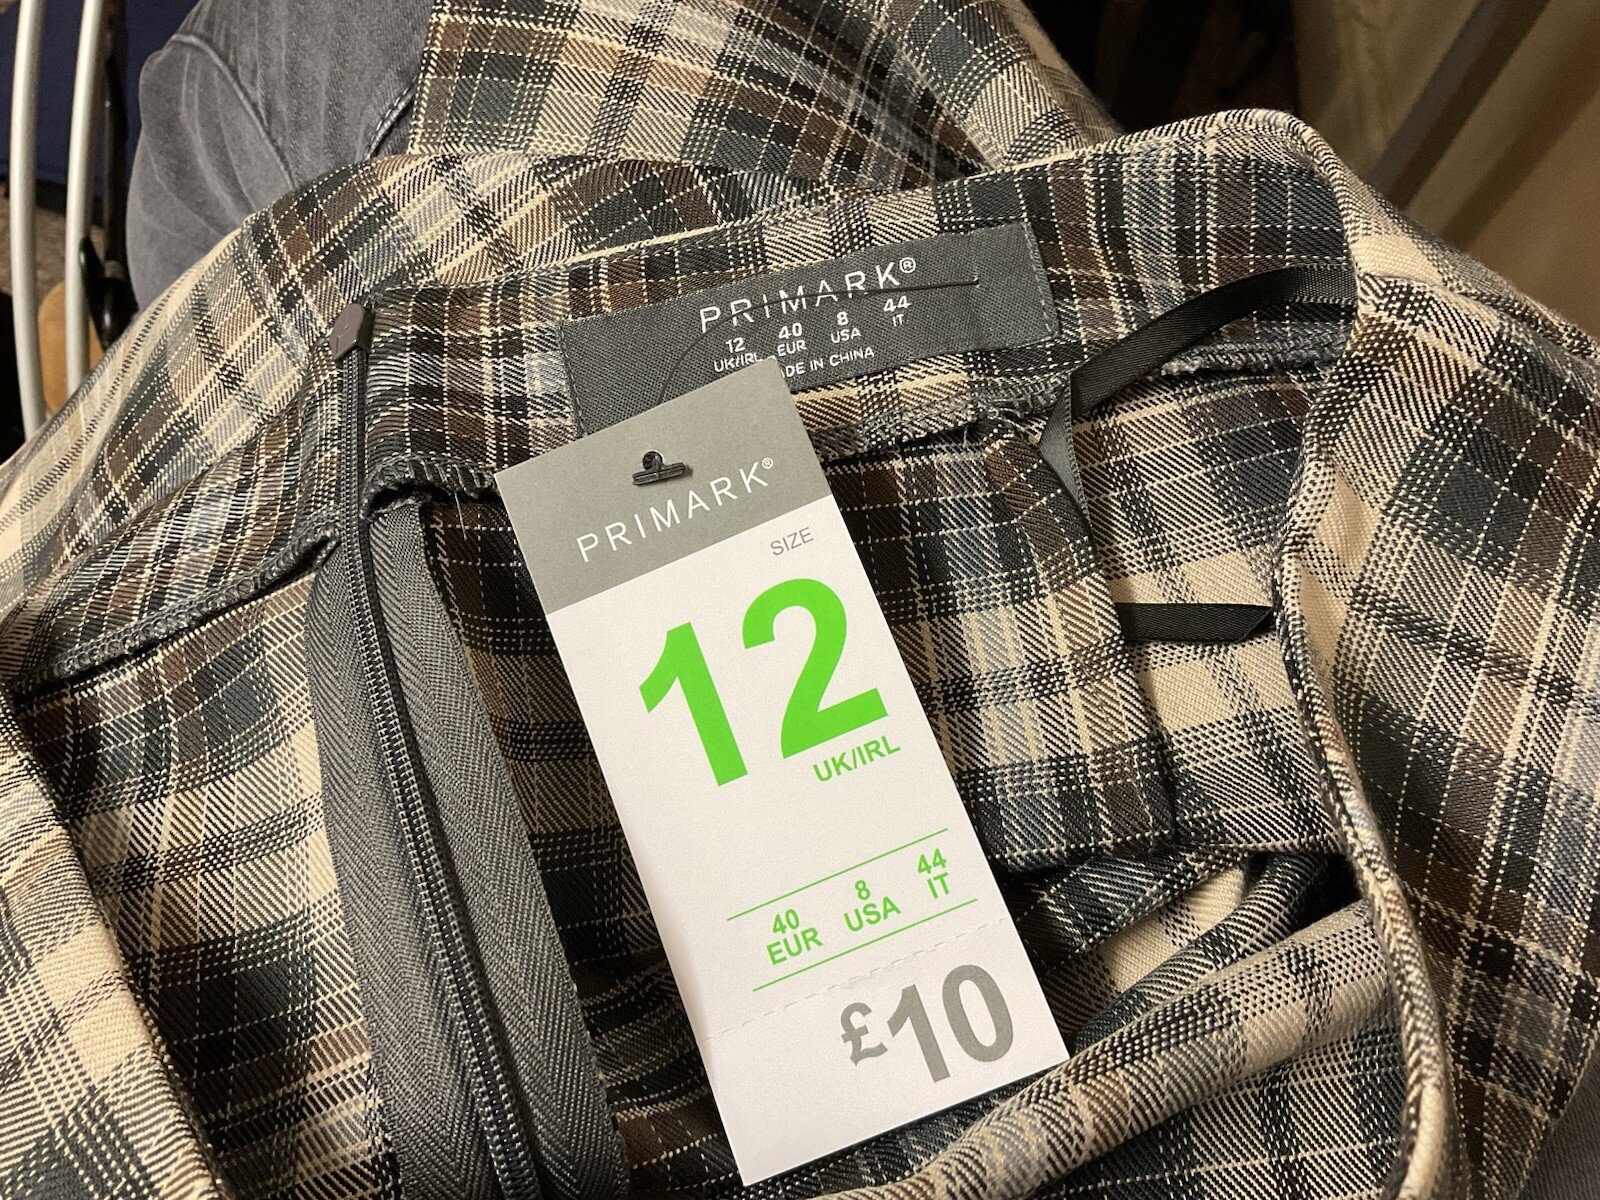 PRIMARK®
12 40 8 44
UK/IRL EUR USA IT
DE IN CHINA
PRIMARK®
SIZE
12
UK/IRL
40 8 44
EUR USA IT
£10